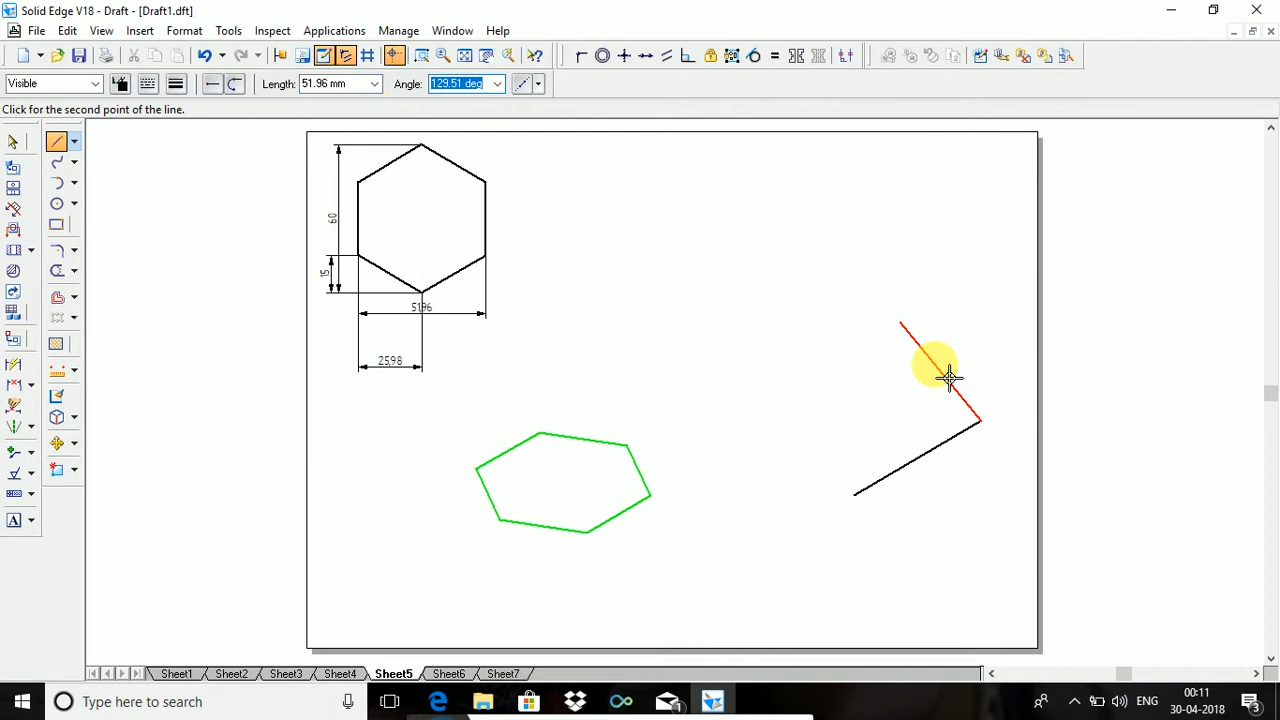 Solid Edge V18 - Draft - [Draft1.dft]
File Edit View Insert Format Tools Inspect Applications Manage Window Help
Visible Length: 51.96 mm Angle: 129.51 deg
Click for the second point of the line.
60
15
51,96
25,98
A
Sheet1 Sheet2 Sheet3 Sheet4 Sheet5 Sheet6 Sheet7
Type here to search
1
ENG
00:11
30-04-2018
3